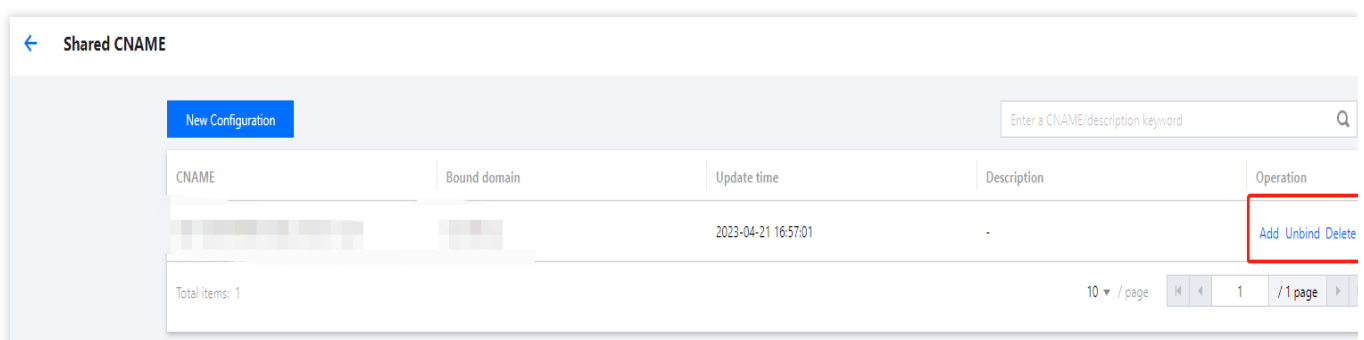 Shared CNAME
New Configuration
Enter a CNAME/description keyword
CNAME Bound domain Update time Description Operation
2023-04-21 16:57:01 - Add Unbind Delete
Total items: 1 10 / page 1 / 1 page